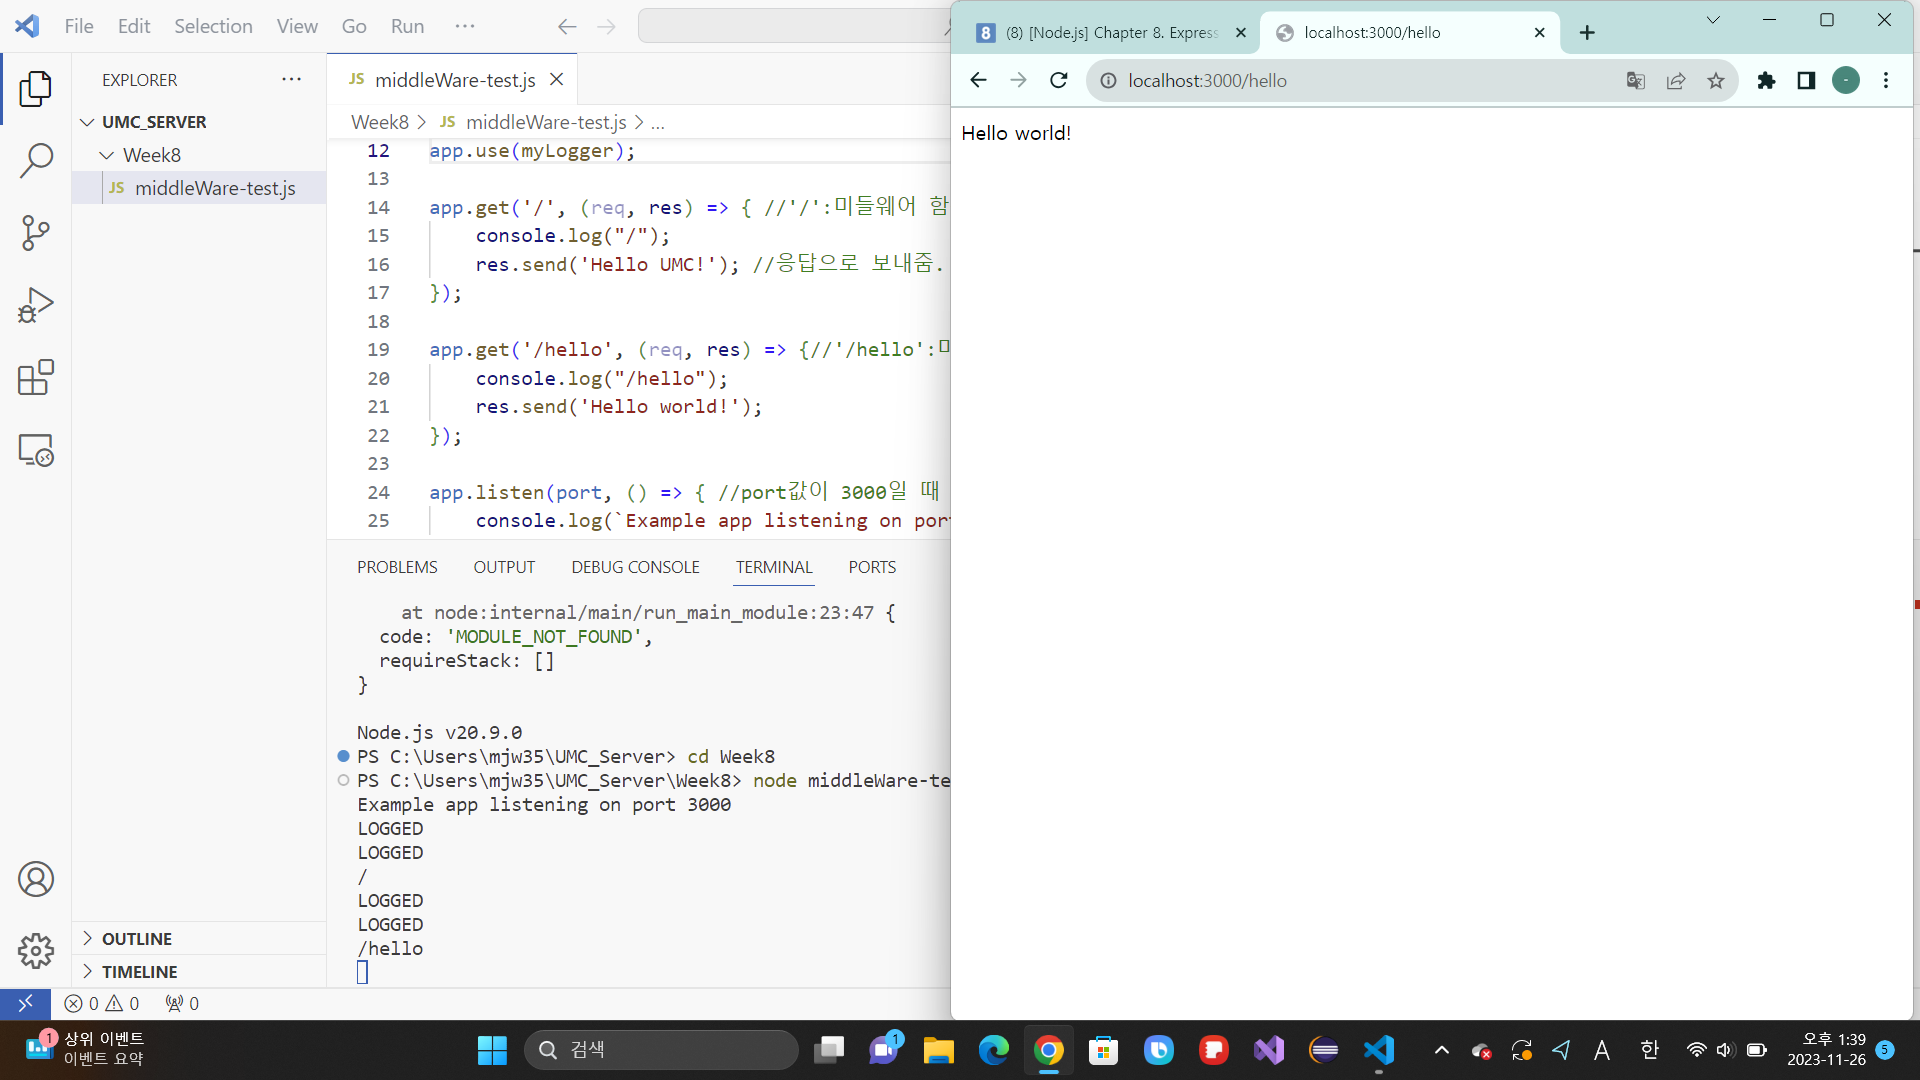 File Edit Selection View Go Run ...
EXPLORER ...
UMC_SERVER
Week8
JS middleWare-test.js
OUTLINE
TIMELINE
JS middleWare-test.js
Week8 > JS middleWare-test.js > ...
12 app.use(myLogger);
13
14 app.get('/', (req, res) => { //'/':미들웨어 함
15 console.log("/");
16 res.send('Hello UMC!'); //응답으로 보내줌.
17 });
18
19 app.get('/hello', (req, res) => {//'/hello':미
20 console.log("/hello");
21 res.send('Hello world!');
22 });
23
24 app.listen(port, () => { //port값이 3000일 때
25 console.log(`Example app listening on port
PROBLEMS OUTPUT DEBUG CONSOLE TERMINAL PORTS
at node:internal/main/run_main_module:23:47 {
code: 'MODULE_NOT_FOUND',
requireStack: []
}
Node.js v20.9.0
PS C:\Users\mjw35\UMC_Server> cd Week8
PS C:\Users\mjw35\UMC_Server\Week8> node middleWare-te
Example app listening on port 3000
LOGGED
LOGGED
/
LOGGED
LOGGED
/hello
0 0 0
8 (8) [Node.js] Chapter 8. Express
localhost:3000/hello
localhost:3000/hello
Hello world!
1 상위 이벤트
이벤트 요약
검색
1
A 한
오후 1:39
2023-11-26
5